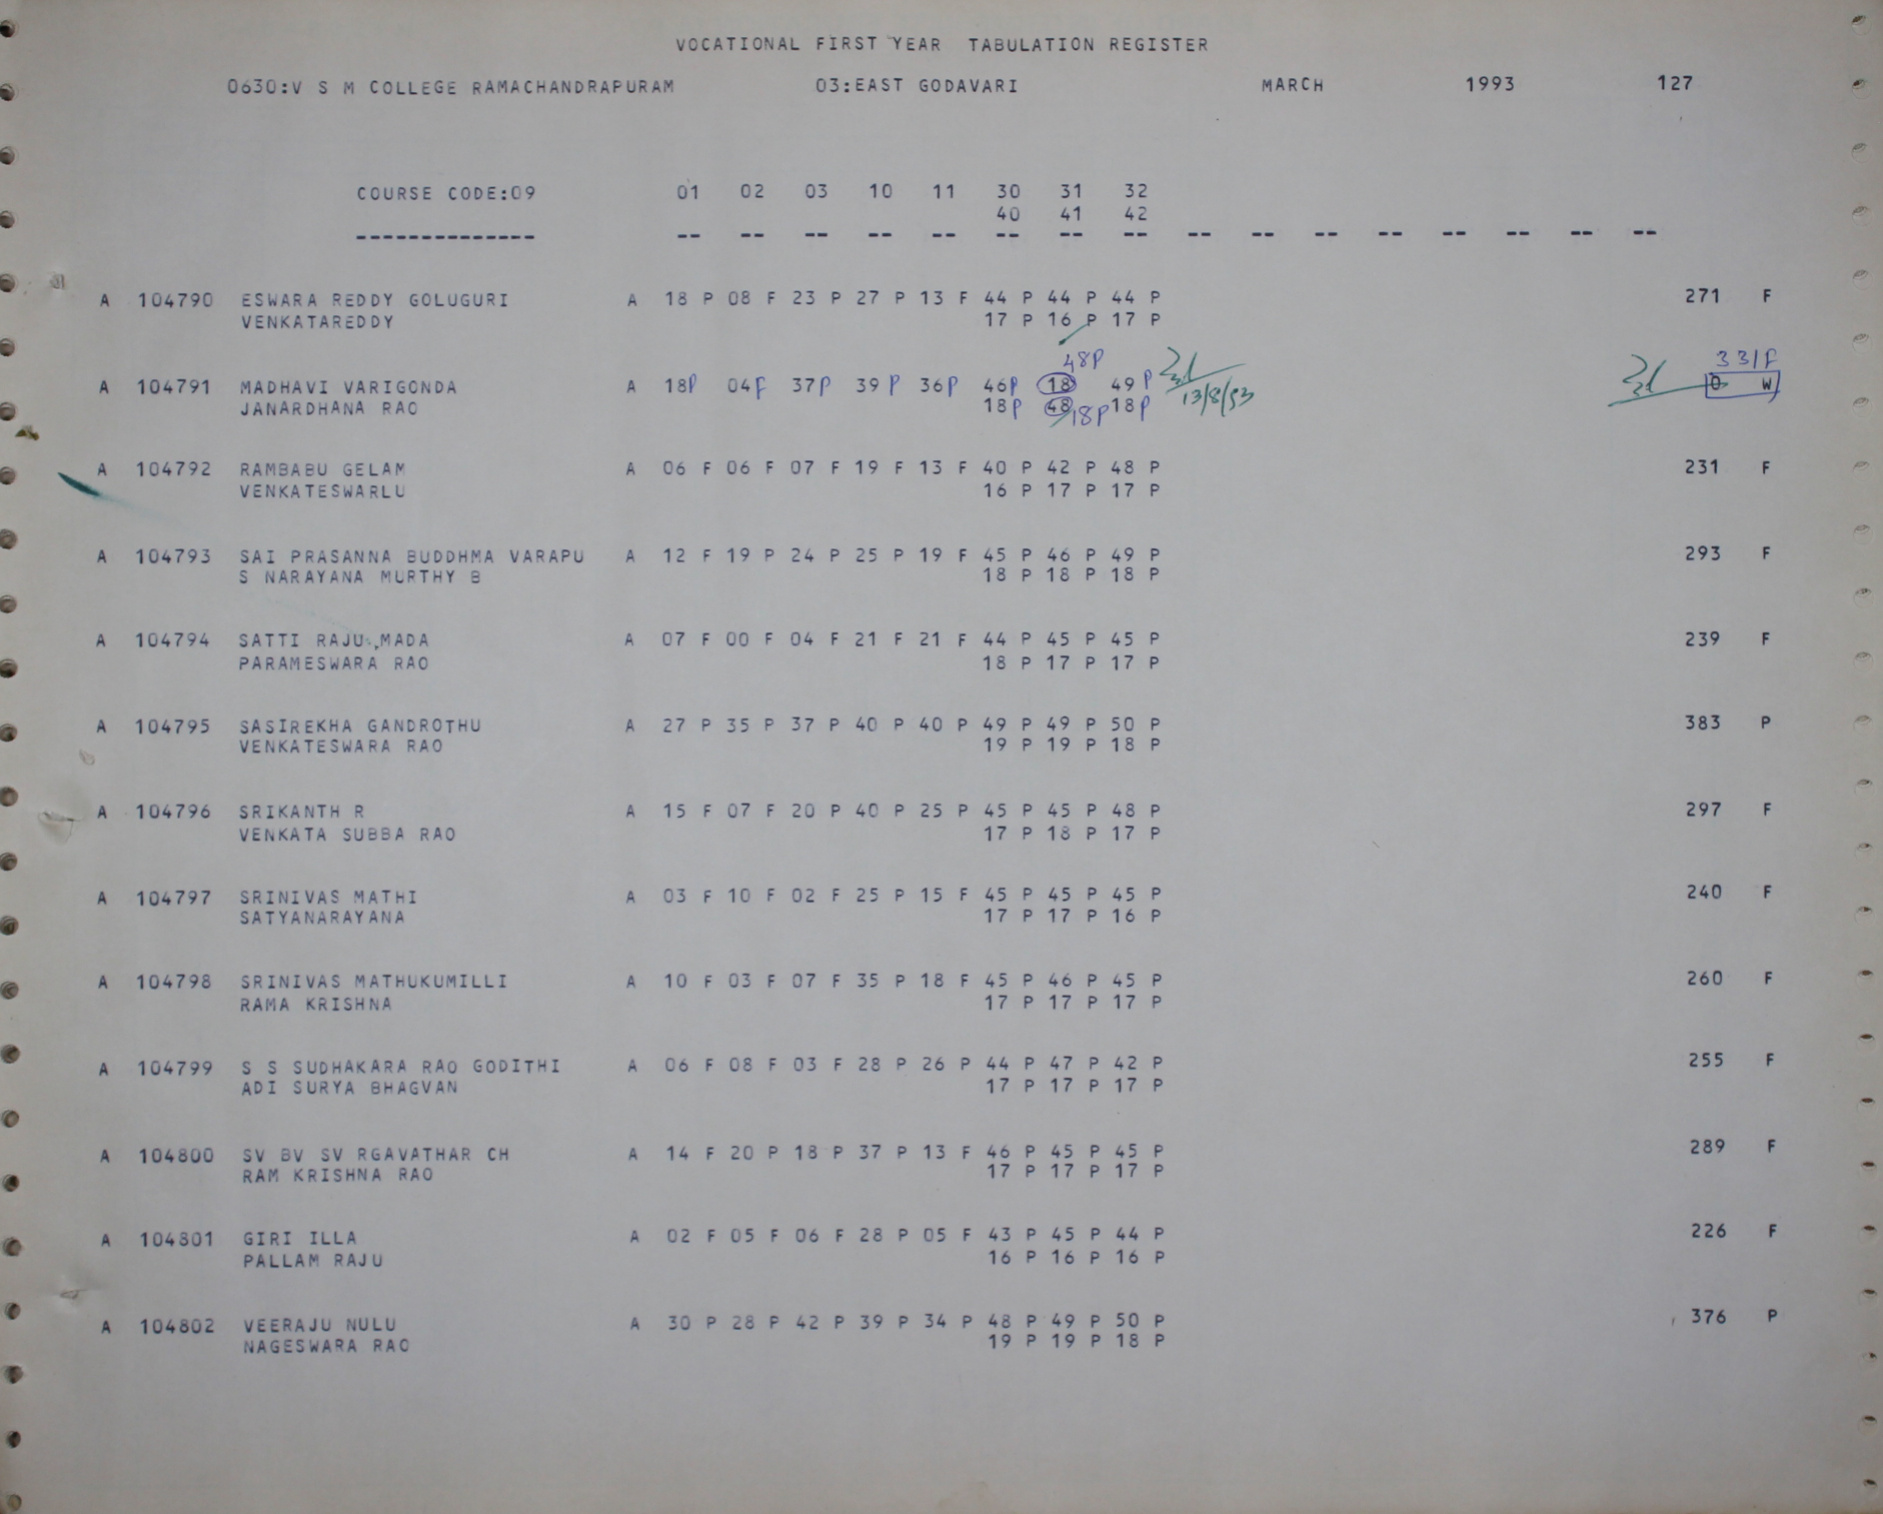 VOCATIONAL FIRST YEAR TABULATION REGISTER
0630:V S M COLLEGE RAMACHANDRAPURAM 03:EAST GODAVARI MARCH 1993 127
COURSE CODE:09 01 02 03 10 11 30 31 32
40 41 42
-------------- -- -- -- -- -- -- -- -- -- -- -- -- -- -- -- --
A 104790 ESWARA REDDY GOLUGURI A 18 P 08 F 23 P 27 P 13 F 44 P 44 P 44 P 271 F
VENKATAREDDY 17 P 16 P 17 P
48P 331F
A 104791 MADHAVI VARIGONDA A 18P 04F 37P 39 P 36P 46P 18 49 P 0 W
JANARDHANA RAO 18P 48 18P 18P 13/8/93
A 104792 RAMBABU GELAM A 06 F 06 F 07 F 19 F 13 F 40 P 42 P 48 P 231 F
VENKATESWARLU 16 P 17 P 17 P
A 104793 SAI PRASANNA BUDDHMA VARAPU A 12 F 19 P 24 P 25 P 19 F 45 P 46 P 49 P 293 F
S NARAYANA MURTHY B 18 P 18 P 18 P
A 104794 SATTI RAJU MADA A 07 F 00 F 04 F 21 F 21 F 44 P 45 P 45 P 239 F
PARAMESWARA RAO 18 P 17 P 17 P
A 104795 SASIREKHA GANDROTHU A 27 P 35 P 37 P 40 P 40 P 49 P 49 P 50 P 383 P
VENKATESWARA RAO 19 P 19 P 18 P
A 104796 SRIKANTH R A 15 F 07 F 20 P 40 P 25 P 45 P 45 P 48 P 297 F
VENKATA SUBBA RAO 17 P 18 P 17 P
A 104797 SRINIVAS MATHI A 03 F 10 F 02 F 25 P 15 F 45 P 45 P 45 P 240 F
SATYANARAYANA 17 P 17 P 16 P
A 104798 SRINIVAS MATHUKUMILLI A 10 F 03 F 07 F 35 P 18 F 45 P 46 P 45 P 260 F
RAMA KRISHNA 17 P 17 P 17 P
A 104799 S S SUDHAKARA RAO GODITHI A 06 F 08 F 03 F 28 P 26 P 44 P 47 P 42 P 255 F
ADI SURYA BHAGVAN 17 P 17 P 17 P
A 104800 SV BV SV RGAVATHAR CH A 14 F 20 P 18 P 37 P 13 F 46 P 45 P 45 P 289 F
RAM KRISHNA RAO 17 P 17 P 17 P
A 104801 GIRI ILLA A 02 F 05 F 06 F 28 P 05 F 43 P 45 P 44 P 226 F
PALLAM RAJU 16 P 16 P 16 P
A 104802 VEERAJU NULU A 30 P 28 P 42 P 39 P 34 P 48 P 49 P 50 P 376 P
NAGESWARA RAO 19 P 19 P 18 P